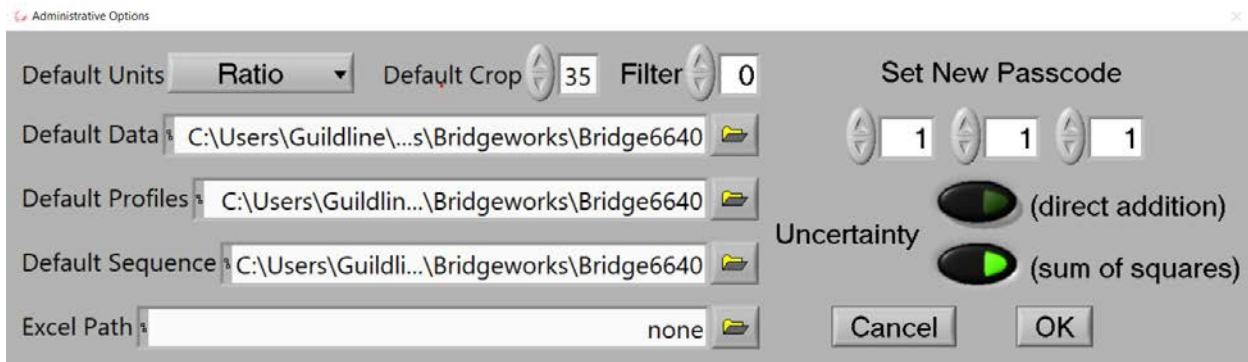 Administrative Options
Default Units Ratio Default Crop 35 Filter 0 Set New Passcode
Default Data C:\Users\Guildline\...s\Bridgeworks\Bridge6640 1 1 1
Default Profiles C:\Users\Guildlin...\Bridgeworks\Bridge6640 (direct addition)
Uncertainty
Default Sequence C:\Users\Guildli...\Bridgeworks\Bridge6640 (sum of squares)
Excel Path none Cancel OK